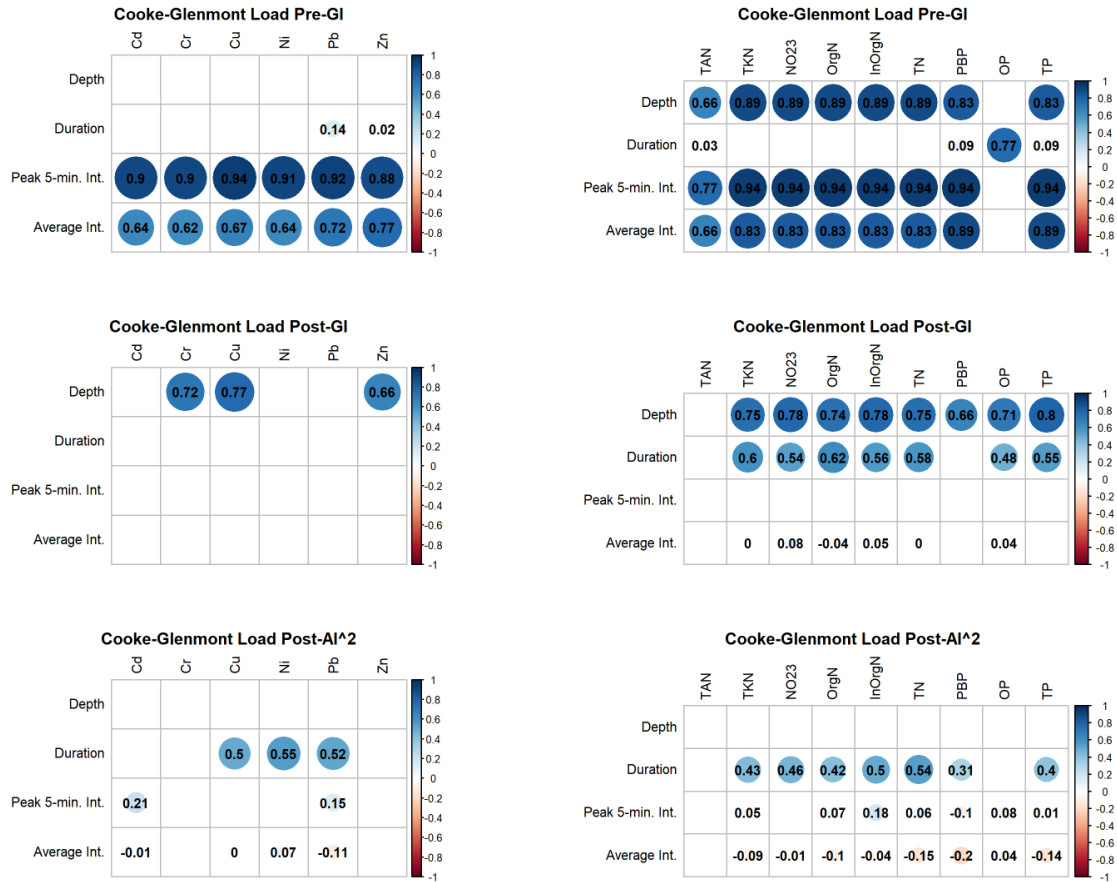 Cooke-Glenmont Load Pre-GI
Cd Cr Cu Ni Pb Zn
Depth
Duration 0.14 0.02
Peak 5-min. Int. 0.9 0.9 0.94 0.91 0.92 0.88
Average Int. 0.64 0.62 0.67 0.64 0.72 0.77
1
0.8
0.6
0.4
0.2
0
-0.2
-0.4
-0.6
-0.8
-1
Cooke-Glenmont Load Pre-GI
TAN TKN NO23 OrgN InOrgN TN PBP OP TP
Depth 0.66 0.89 0.89 0.89 0.89 0.89 0.83 0.83
Duration 0.03 0.09 0.77 0.09
Peak 5-min. Int. 0.77 0.94 0.94 0.94 0.94 0.94 0.94 0.94
Average Int. 0.66 0.83 0.83 0.83 0.83 0.83 0.89 0.89
1
0.8
0.6
0.4
0.2
0
-0.2
-0.4
-0.6
-0.8
-1
Cooke-Glenmont Load Post-GI
Cd Cr Cu Ni Pb Zn
Depth 0.72 0.77 0.66
Duration
Peak 5-min. Int.
Average Int.
1
0.8
0.6
0.4
0.2
0
-0.2
-0.4
-0.6
-0.8
-1
Cooke-Glenmont Load Post-GI
TAN TKN NO23 OrgN InOrgN TN PBP OP TP
Depth 0.75 0.78 0.74 0.78 0.75 0.66 0.71 0.8
Duration 0.6 0.54 0.62 0.56 0.58 0.48 0.55
Peak 5-min. Int.
Average Int. 0 0.08 -0.04 0.05 0 0.04
1
0.8
0.6
0.4
0.2
0
-0.2
-0.4
-0.6
-0.8
-1
Cooke-Glenmont Load Post-AI^2
Cd Cr Cu Ni Pb Zn
Depth
Duration 0.5 0.55 0.52
Peak 5-min. Int. 0.21 0.15
Average Int. -0.01 0 0.07 -0.11
1
0.8
0.6
0.4
0.2
0
-0.2
-0.4
-0.6
-0.8
-1
Cooke-Glenmont Load Post-AI^2
TAN TKN NO23 OrgN InOrgN TN PBP OP TP
Depth
Duration 0.43 0.46 0.42 0.5 0.54 0.31 0.4
Peak 5-min. Int. 0.05 0.07 0.18 0.06 -0.1 0.08 0.01
Average Int. -0.09 -0.01 -0.1 -0.04 -0.15 -0.2 0.04 -0.14
1
0.8
0.6
0.4
0.2
0
-0.2
-0.4
-0.6
-0.8
-1